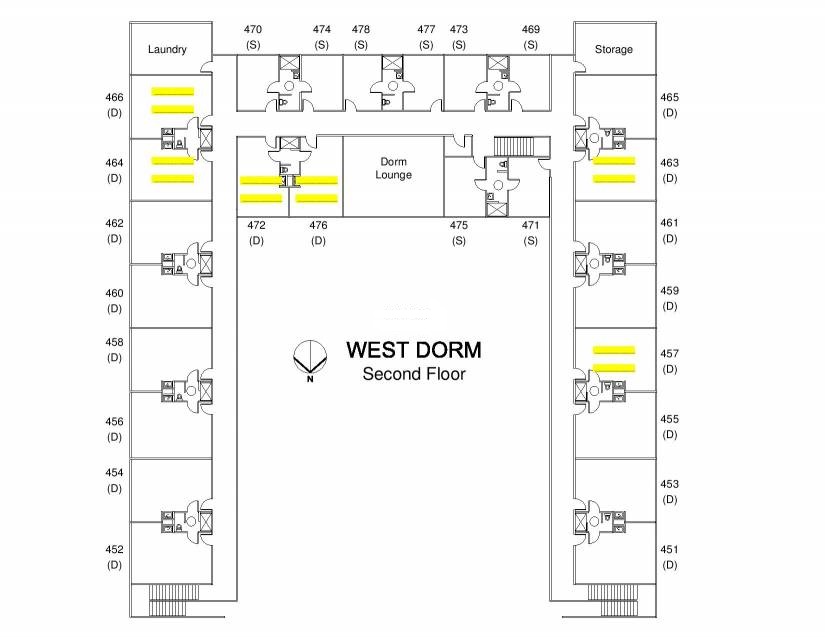 470 474 478 477 473 469
(S) (S) (S) (S) (S) (S)
Laundry
Storage
466
(D)
465
(D)
464
(D)
463
(D)
Dorm
Lounge
462
(D)
461
(D)
472 476 475 471
(D) (D) (S) (S)
460
(D)
459
(D)
458
(D)
457
(D)
WEST DORM
Second Floor
N
456
(D)
455
(D)
454
(D)
453
(D)
452
(D)
451
(D)